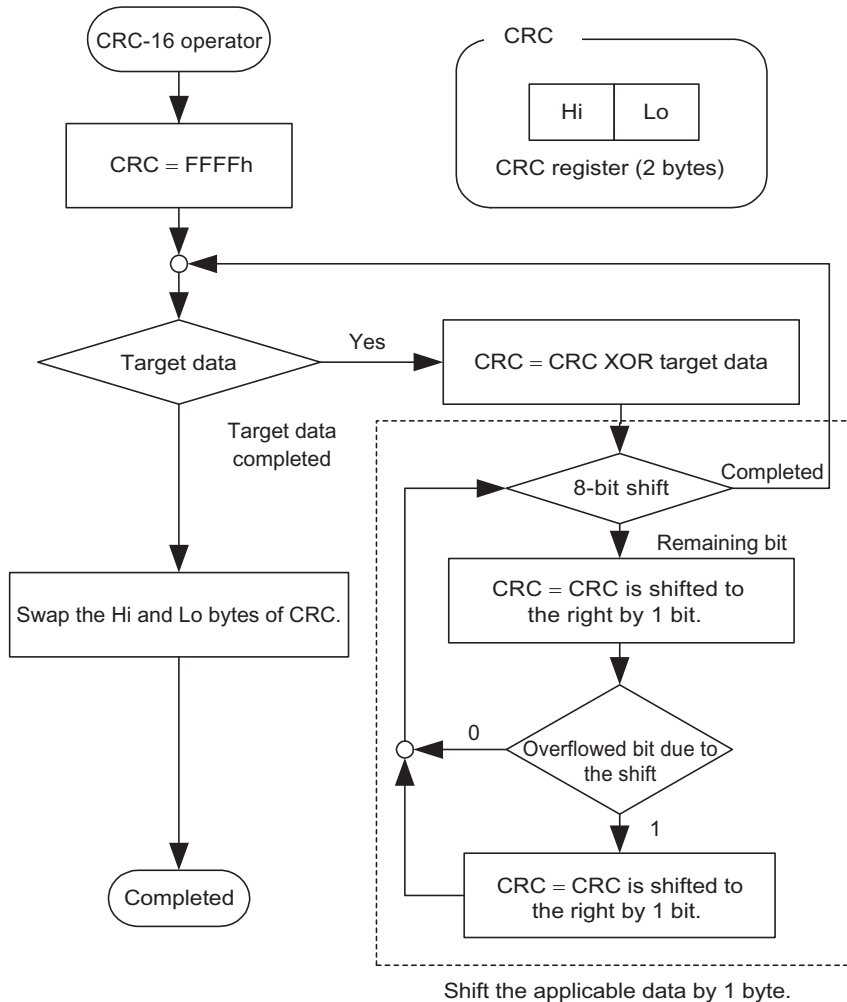 CRC-16 operator
CRC
Hi
Lo
CRC register (2 bytes)
CRC = FFFFh
Target data
Yes
CRC = CRC XOR target data
Target data
completed
8-bit shift
Completed
Remaining bit
CRC = CRC is shifted to
the right by 1 bit.
Swap the Hi and Lo bytes of CRC.
Overflowed bit due to
the shift
0
1
CRC = CRC is shifted to
the right by 1 bit.
Completed
Shift the applicable data by 1 byte.